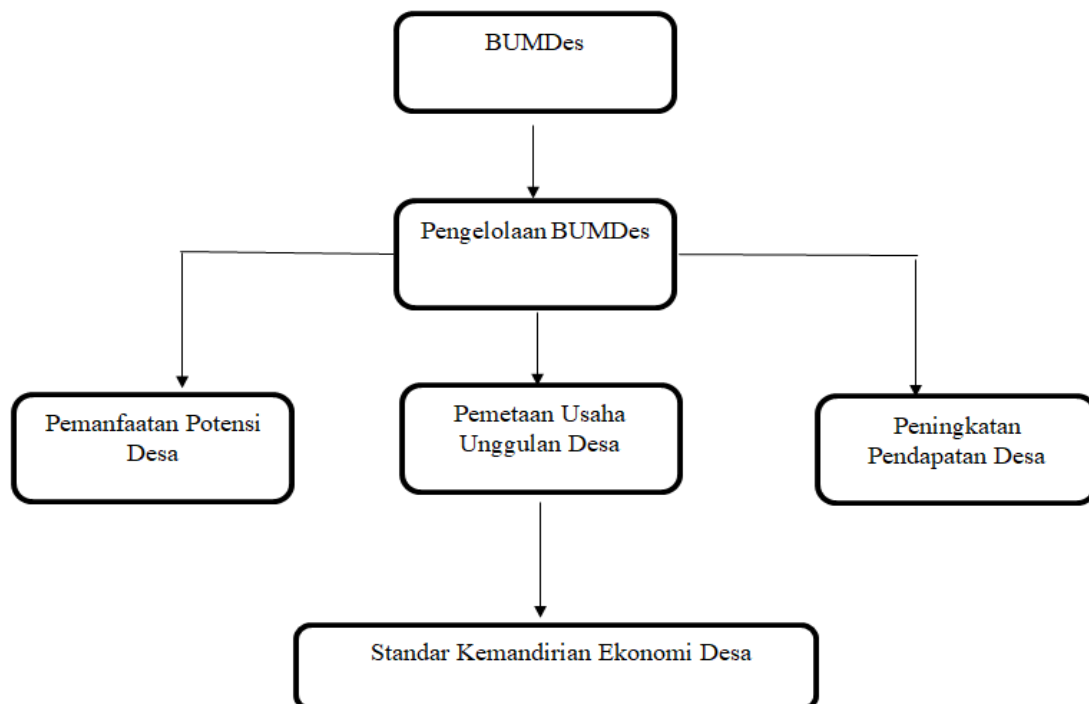 BUMDes
Pengelolaan BUMDes
Pemanfaatan Potensi
Desa
Pemetaan Usaha
Unggulan Desa
Peningkatan
Pendapatan Desa
Standar Kemandirian Ekonomi Desa